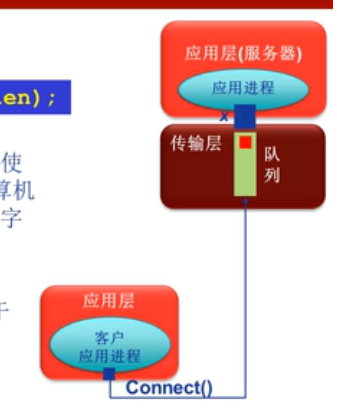 应用层(服务器)
应用进程
len);
x
传输层
队
列
使
算机
字
于
应用层
客户
应用进程
Connect()